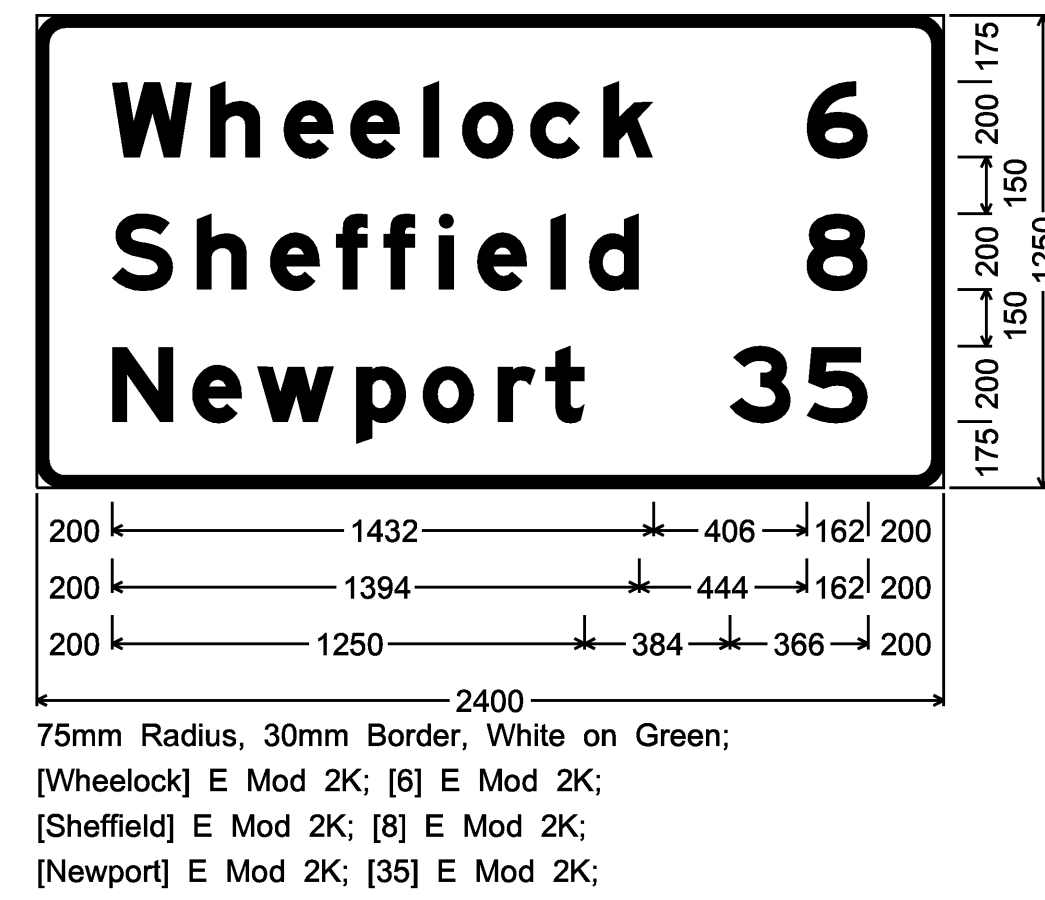 Wheelock 6
Sheffield 8
Newport 35
175
200
150
200
150
200
175
1250
200 1432 406 162 200
200 1394 444 162 200
200 1250 384 366 200
2400
75mm Radius, 30mm Border, White on Green;
[Wheelock] E Mod 2K; [6] E Mod 2K;
[Sheffield] E Mod 2K; [8] E Mod 2K;
[Newport] E Mod 2K; [35] E Mod 2K;